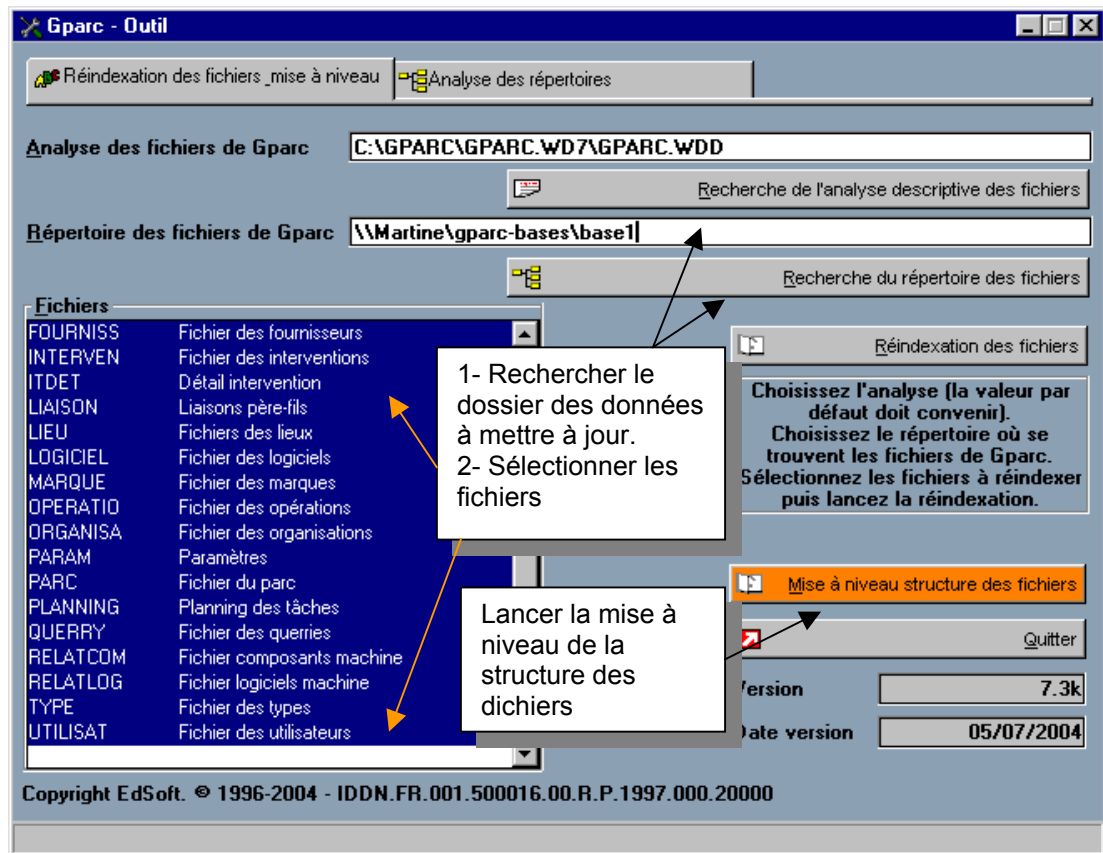 Gparc - Outil
Réindexation des fichiers _mise à niveau
Analyse des répertoires
Analyse des fichiers de Gparc
C:\GPARC\GPARC.WD7\GPARC.WDD
Recherche de l'analyse descriptive des fichiers
Répertoire des fichiers de Gparc
\\Martine\gparc-bases\base1
Recherche du répertoire des fichiers
Fichiers
FOURNISS Fichier des fournisseurs
INTERVEN Fichier des interventions
ITDET Détail intervention
LIAISON Liaisons père-fils
LIEU Fichiers des lieux
LOGICIEL Fichier des logiciels
MARQUE Fichier des marques
OPERATIO Fichier des opérations
ORGANISA Fichier des organisations
PARAM Paramètres
PARC Fichier du parc
PLANNING Planning des tâches
QUERRY Fichier des querries
RELATCOM Fichier composants machine
RELATLOG Fichier logiciels machine
TYPE Fichier des types
UTILISAT Fichier des utilisateurs
1- Rechercher le
dossier des données
à mettre à jour.
2- Sélectionner les
fichiers
Réindexation des fichiers
Choisissez l'analyse (la valeur par
défaut doit convenir).
Choisissez le répertoire où se
trouvent les fichiers de Gparc.
Sélectionnez les fichiers à réindexer
puis lancez la réindexation.
Lancer la mise à
niveau de la
structure des
dichiers
Mise à niveau structure des fichiers
Quitter
Version 7.3k
Date version 05/07/2004
Copyright EdSoft. © 1996-2004 - IDDN.FR.001.500016.00.R.P.1997.000.20000